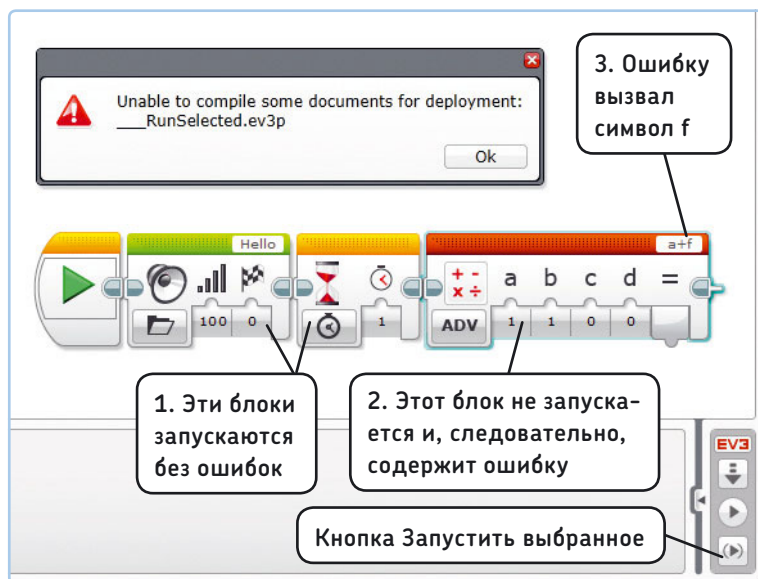 Unable to compile some documents for deployment:
___RunSelected.ev3p
Ok
3. Ошибку
вызвал
символ f
Hello
a+f
+ -
x ÷
a b c d =
100 0
1
ADV
1 1 0 0
1. Эти блоки
запускаются
без ошибок
2. Этот блок не запуска-
ется и, следовательно,
содержит ошибку
EV3
Кнопка Запустить выбранное